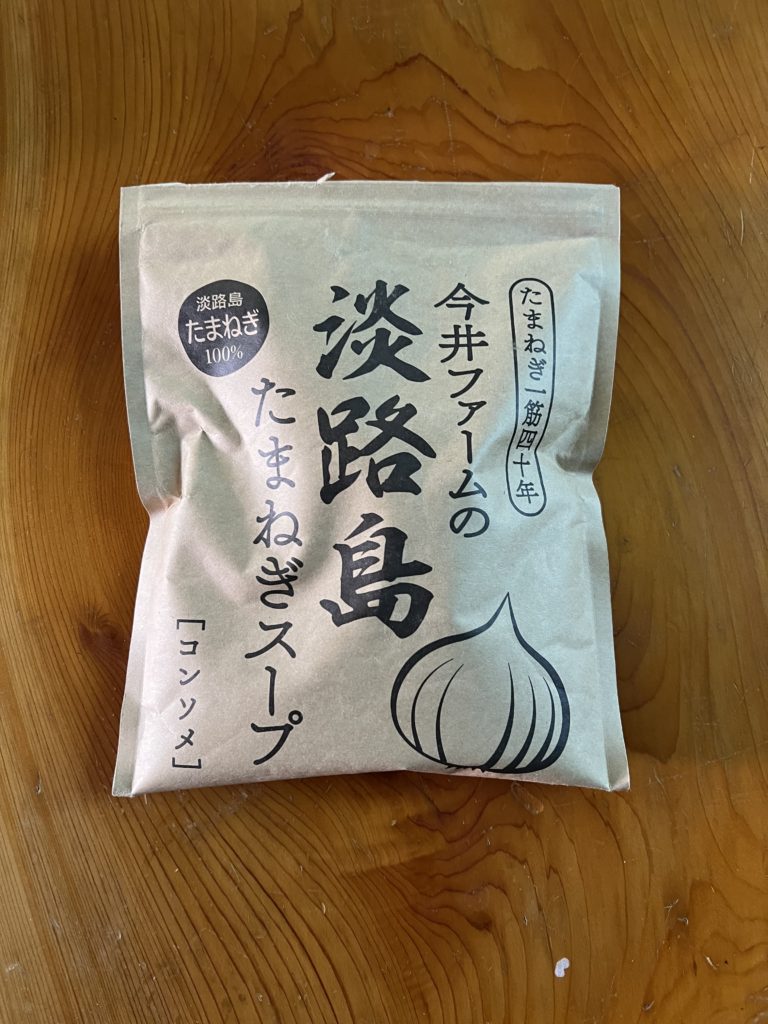 たまねぎ一筋四十年
今井ファームの
淡路島
たまねぎスープ
[コンソメ]
淡路島
たまねぎ
100%